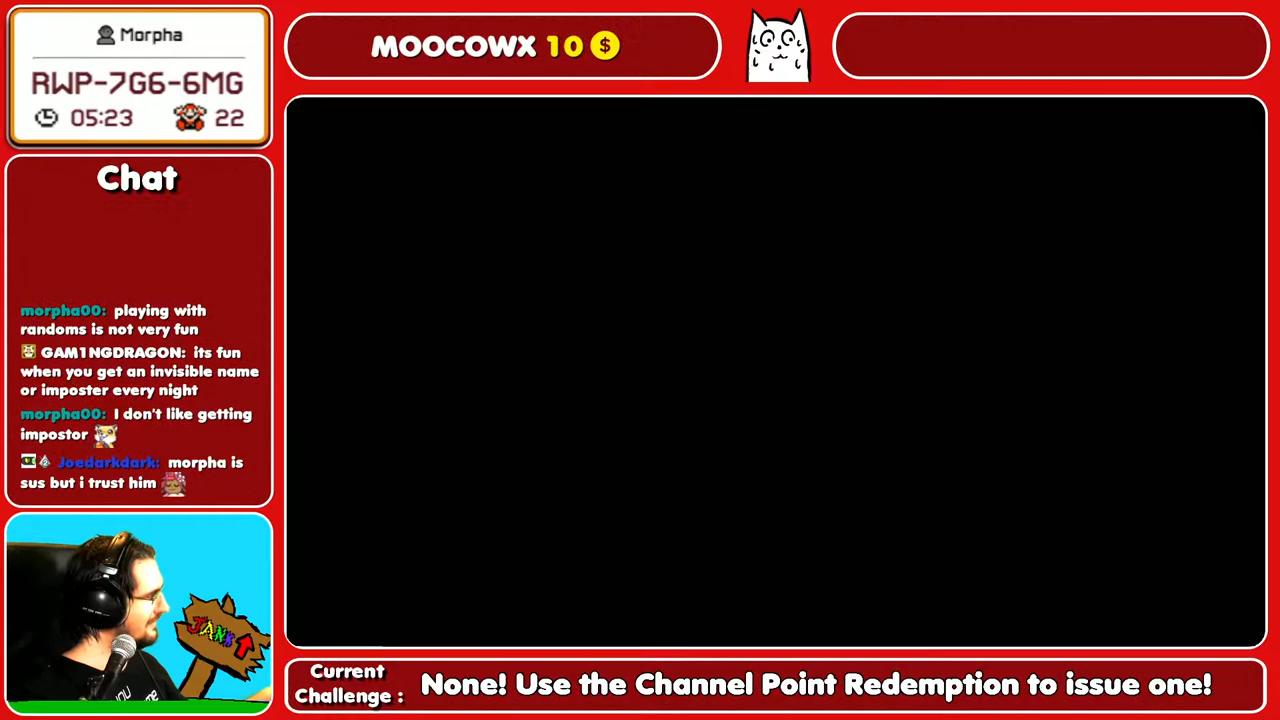 Morpha
RWP-7G6-6MG
05:23
22
MOOCOWX 10 $
Chat
morpha00: playing with
randoms is not very fun
GAM1NGDRAGON: its fun
when you get an invisible name
or imposter every night
morpha00: I don't like getting
impostor
Joedarkdark: morpha is
sus but i trust him
JANK
Current
Challenge :
None! Use the Channel Point Redemption to issue one!